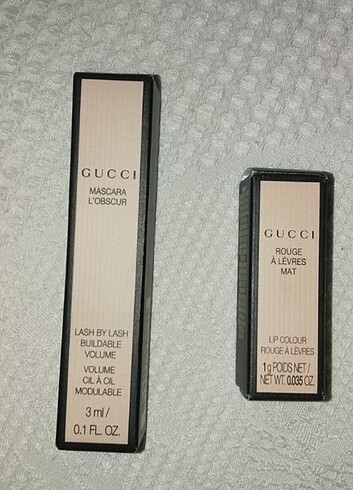 GUCCI
MASCARA
L'OBSCUR
LASH BY LASH
BUILDABLE
VOLUME
VOLUME
CIL À CIL
MODULABLE
3 ml /
0.1 FL. OZ.
GUCCI
ROUGE
À LÈVRES
MAT
LIP COLOUR
ROUGE À LÈVRES
1g POIDS NET /
NET WT. 0.035 OZ.